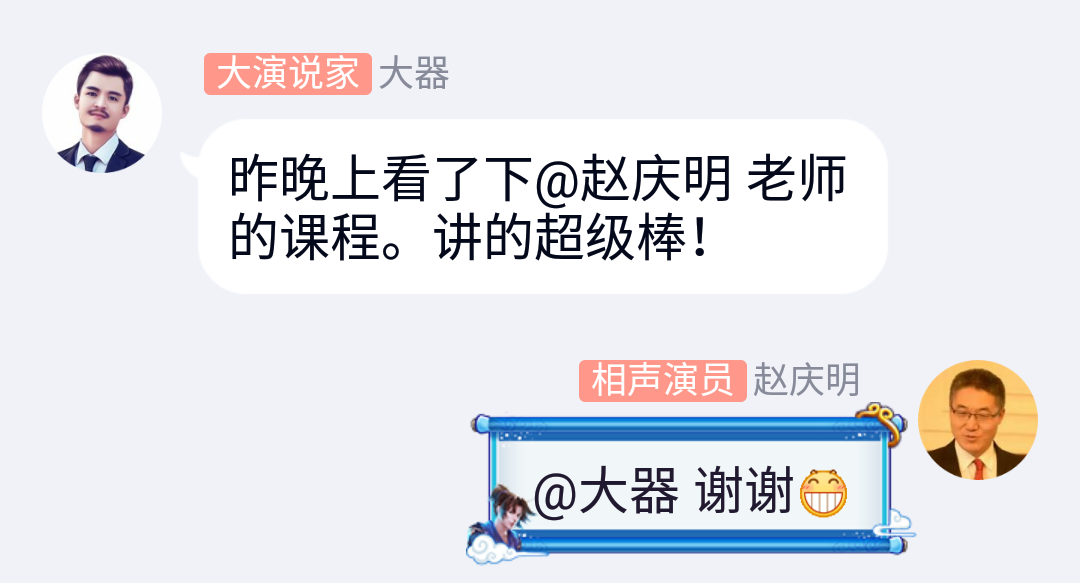 大演说家 大器
昨晚上看了下@赵庆明 老师
的课程。讲的超级棒！
相声演员 赵庆明
@大器 谢谢😁